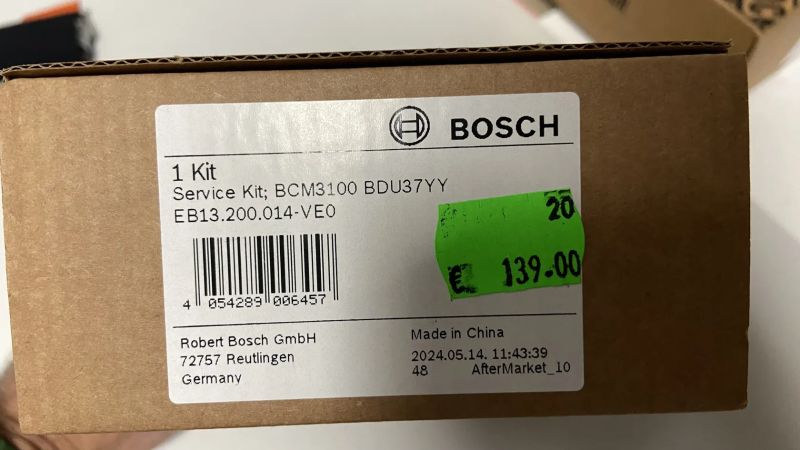 BOSCH
1 Kit
Service Kit; BCM3100 BDU37YY
EB13.200.014-VE0
20
€ 139.00
4 054289 006457
Robert Bosch GmbH
72757 Reutlingen
Germany
Made in China
2024.05.14. 11:43:39
48 AfterMarket_10